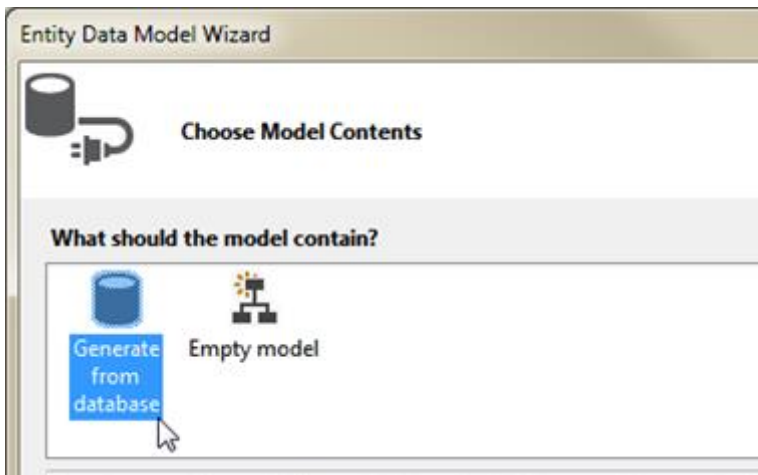 Entity Data Model Wizard
Choose Model Contents
What should the model contain?
Generate
from
database
Empty model